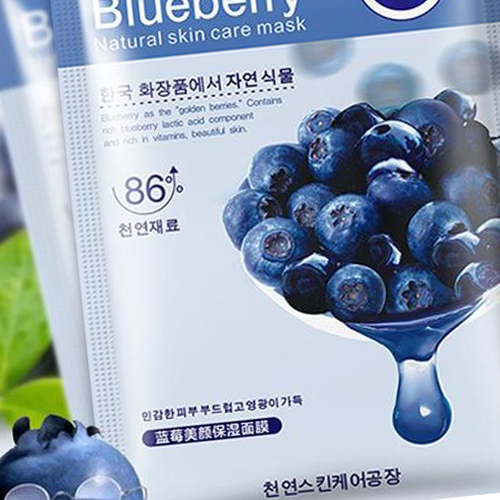 Blueberry
Natural skin care mask
한국 화장품에서 자연 식물
Blueberry as the "golden berries." Contains
rich blueberry lactic acid component
and rich in vitamins, beautiful skin.
86%
천연재료
민감한 피부 부드럽고 영광이 가득
蓝莓美颜保湿面膜
천연스킨케어공장